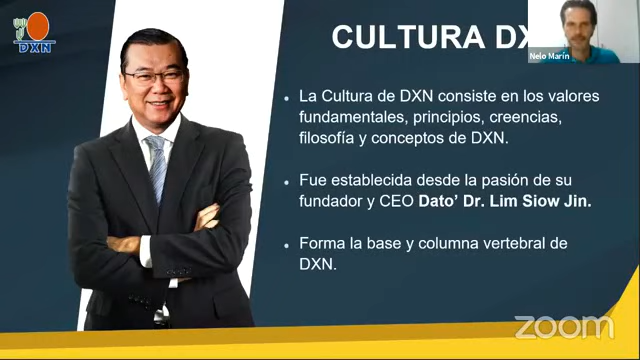 DXN
CULTURA DX
Nelo Marín
• La Cultura de DXN consiste en los valores
fundamentales, principios, creencias,
filosofía y conceptos de DXN.
• Fue establecida desde la pasión de su
fundador y CEO Dato’ Dr. Lim Siow Jin.
• Forma la base y columna vertebral de
DXN.
zoom